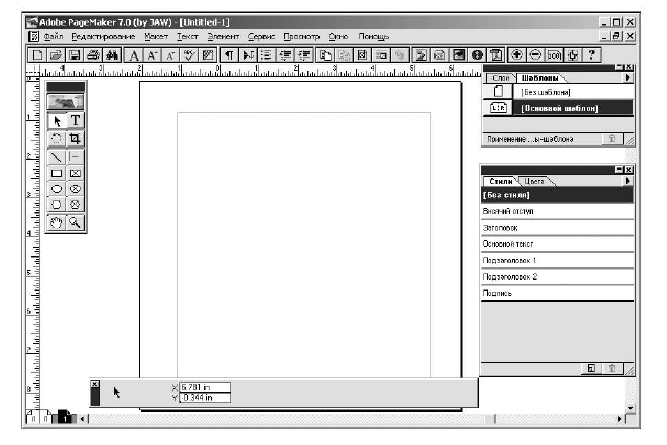 Adobe PageMaker 7.0 (by JAW) - [Untitled-1]
Файл Редактирование Макет Текст Элемент Сервис Просмотр Окно Помощь
Слои Шаблоны
[Без шаблона]
[Основной шаблон]
Применение...ы-шаблона
Стили Цвета
[Без стиля]
Висячий отступ
Заголовок
Основной текст
Подзаголовок 1
Подзаголовок 2
Подпись
X 6.781 in
Y -0.344 in